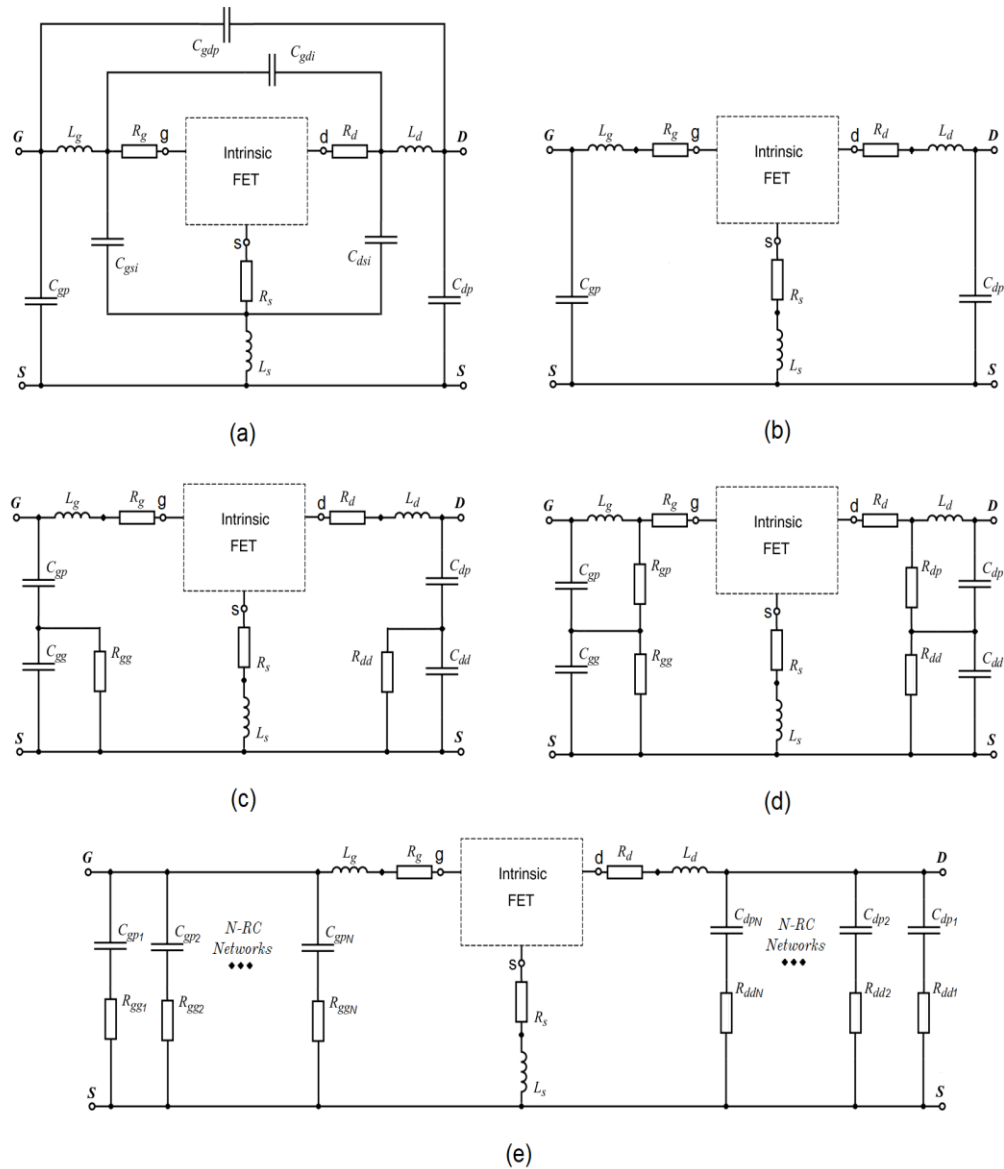 C_gdp
C_gdi
G L_g R_g g Intrinsic FET d R_d L_d D
C_gsi s C_dsi
C_gp R_s C_dp
L_s
S S
(a)
G L_g R_g g Intrinsic FET d R_d L_d D
s
C_gp R_s C_dp
L_s
S S
(b)
G L_g R_g g Intrinsic FET d R_d L_d D
C_gp C_dp
s
C_gg R_gg R_s R_dd C_dd
L_s
S S
(c)
G L_g R_g g Intrinsic FET d R_d L_d D
C_gp R_gp R_dp C_dp
s
C_gg R_gg R_s R_dd C_dd
L_s
S S
(d)
G L_g R_g g Intrinsic FET d R_d L_d D
C_gp1 C_gp2 N-RC Networks C_gpN C_dpN N-RC Networks C_dp2 C_dp1
s
R_gg1 R_gg2 R_ggN R_s R_ddN R_dd2 R_dd1
L_s
S S
(e)